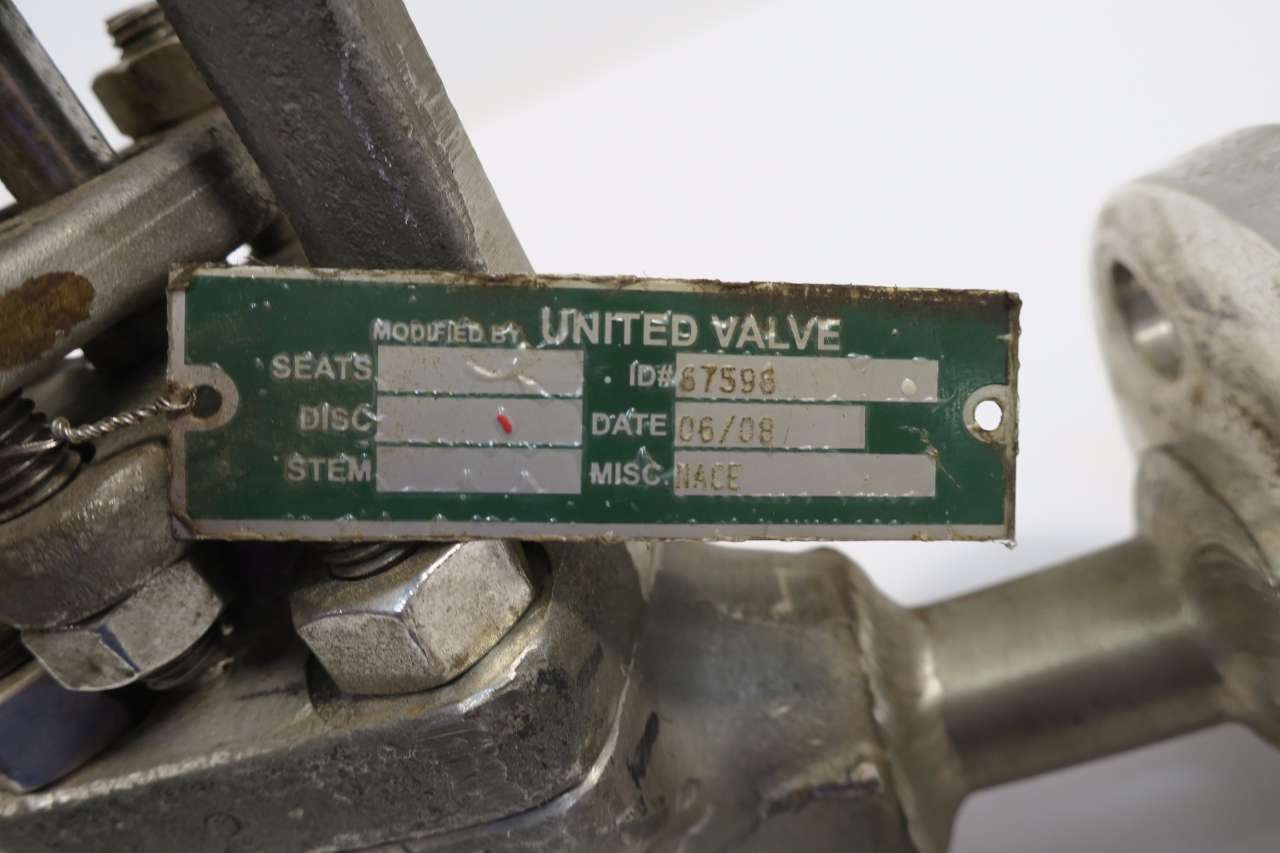 MODIFIED BY UNITED VALVE
SEATS ID# 67596
DISC DATE 06/08
STEM MISC. NACE